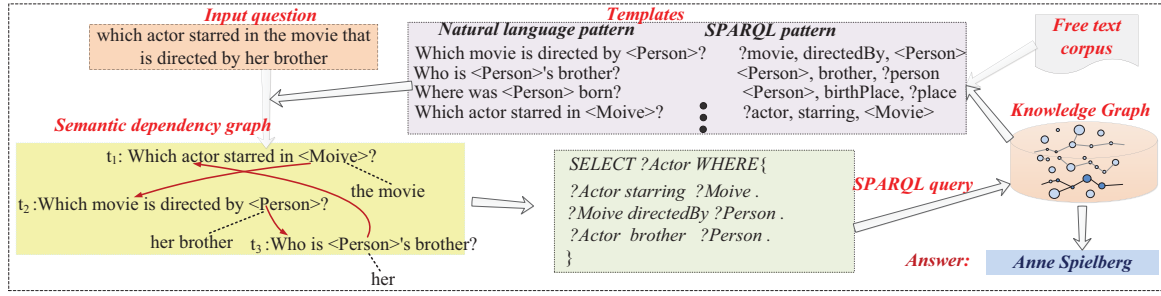 Input question
which actor starred in the movie that
is directed by her brother
Templates
Natural language pattern SPARQL pattern
Which movie is directed by <Person>? ?movie, directedBy, <Person>
Who is <Person>'s brother? <Person>, brother, ?person
Where was <Person> born? <Person>, birthPlace, ?place
Which actor starred in <Moive>? ?actor, starring, <Movie>
Free text
corpus
Knowledge Graph
Semantic dependency graph
t₁: Which actor starred in <Moive>?
the movie
t₂ :Which movie is directed by <Person>?
her brother
t₃ :Who is <Person>'s brother?
her
SELECT ?Actor WHERE{
?Actor starring ?Moive .
?Moive directedBy ?Person .
?Actor brother ?Person .
}
SPARQL query
Answer:
Anne Spielberg